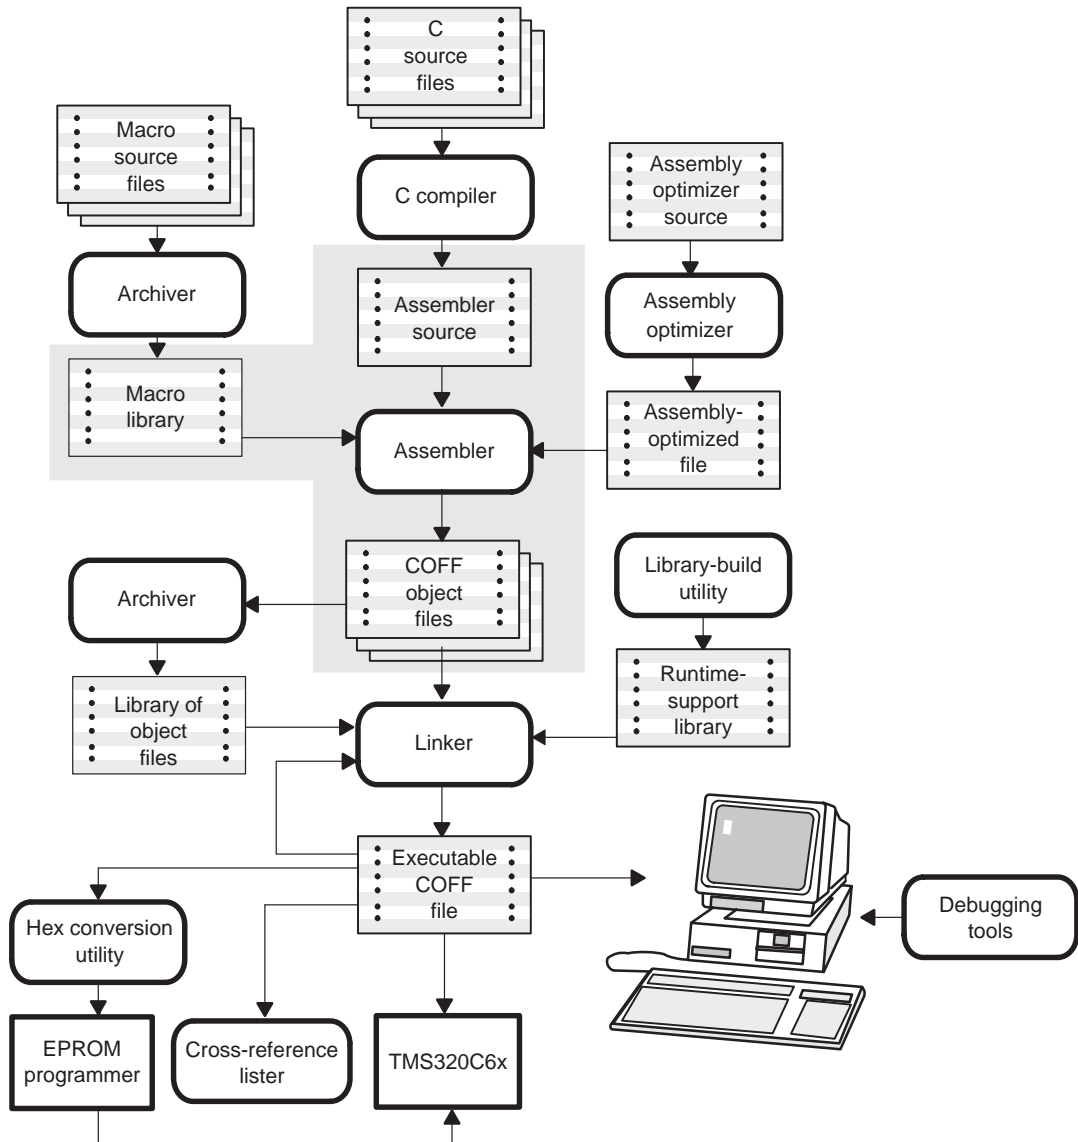 C
source
files
Macro
source
files
C compiler
Assembly
optimizer
source
Archiver
Assembler
source
Assembly
optimizer
Macro
library
Assembler
Assembly-
optimized
file
Archiver
COFF
object
files
Library-build
utility
Library of
object
files
Linker
Runtime-
support
library
Executable
COFF
file
Debugging
tools
Hex conversion
utility
EPROM
programmer
Cross-reference
lister
TMS320C6x